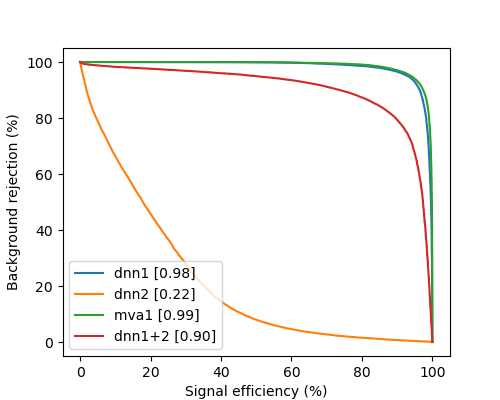 100
80
60
40
20
0
Background rejection (%)
dnn1 [0.98]
dnn2 [0.22]
mva1 [0.99]
dnn1+2 [0.90]
0 20 40 60 80 100
Signal efficiency (%)